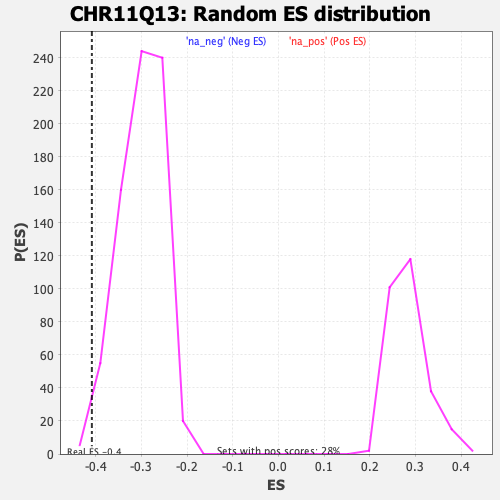 CHR11Q13: Random ES distribution
'na_neg' (Neg ES) 'na_pos' (Pos ES)
240
220
200
180
160
140
120
100
80
60
40
20
0
P(ES)
Real ES -0.4
Sets with pos scores: 28%
-0.4 -0.3 -0.2 -0.1 0.0 0.1 0.2 0.3 0.4
ES